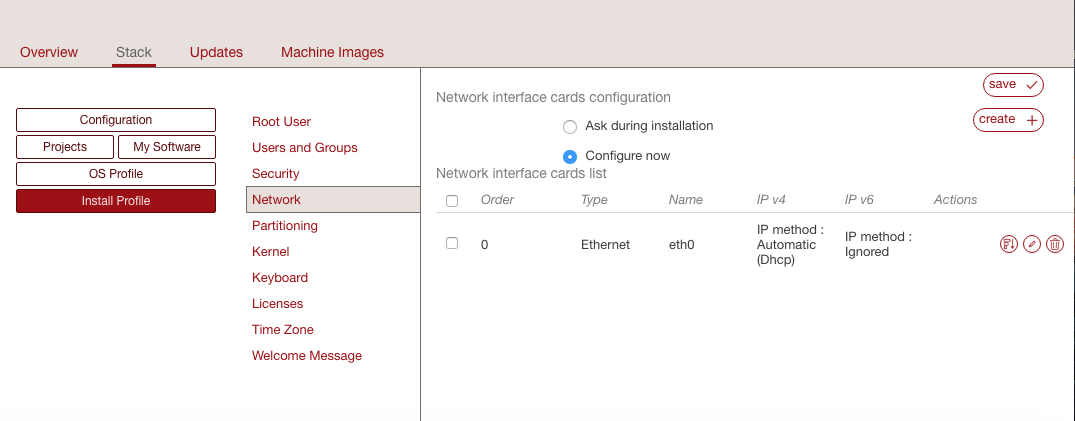 Overview Stack Updates Machine Images
save
Network interface cards configuration
create
Configuration
Projects My Software
OS Profile
Install Profile
Root User
Users and Groups
Security
Network
Partitioning
Kernel
Keyboard
Licenses
Time Zone
Welcome Message
Ask during installation
Configure now
Network interface cards list
Order Type Name IP v4 IP v6 Actions
0 Ethernet eth0
IP method :
Automatic
(Dhcp)
IP method :
Ignored